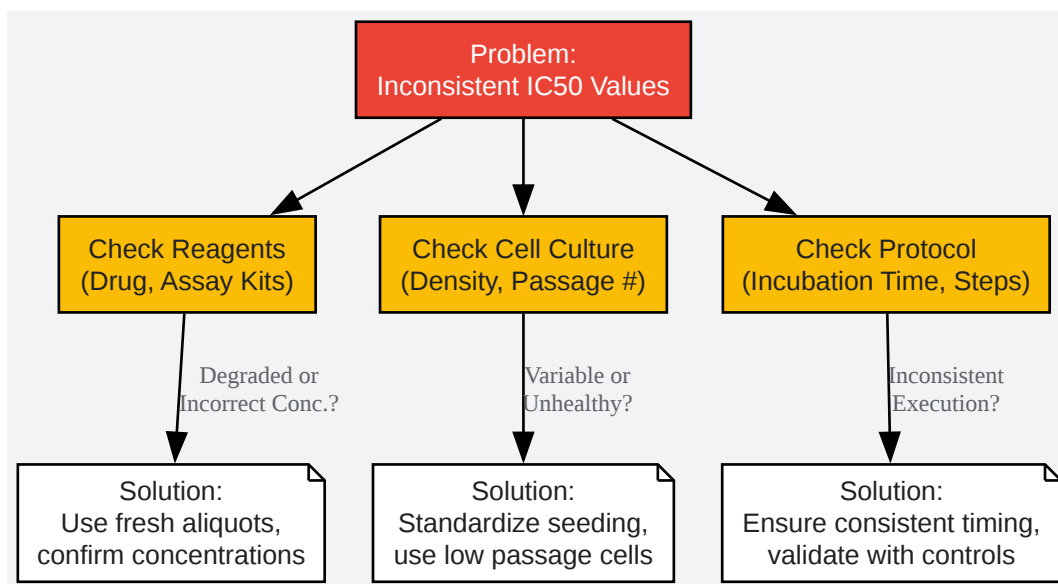 Problem:
Inconsistent IC50 Values
Check Reagents
(Drug, Assay Kits)
Check Cell Culture
(Density, Passage #)
Check Protocol
(Incubation Time, Steps)
Degraded or
Incorrect Conc.?
Variable or
Unhealthy?
Inconsistent
Execution?
Solution:
Use fresh aliquots,
confirm concentrations
Solution:
Standardize seeding,
use low passage cells
Solution:
Ensure consistent timing,
validate with controls